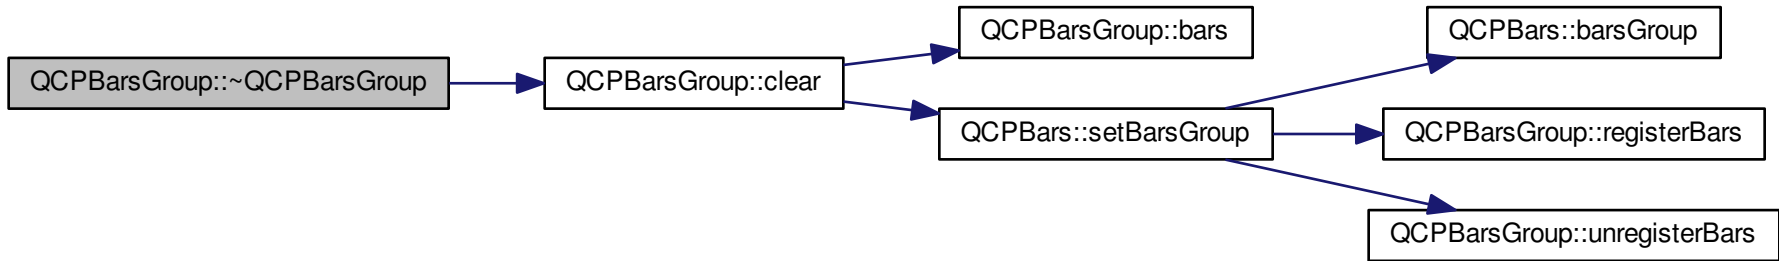 QCPBarsGroup::~QCPBarsGroup
QCPBarsGroup::clear
QCPBarsGroup::bars
QCPBars::setBarsGroup
QCPBars::barsGroup
QCPBarsGroup::registerBars
QCPBarsGroup::unregisterBars